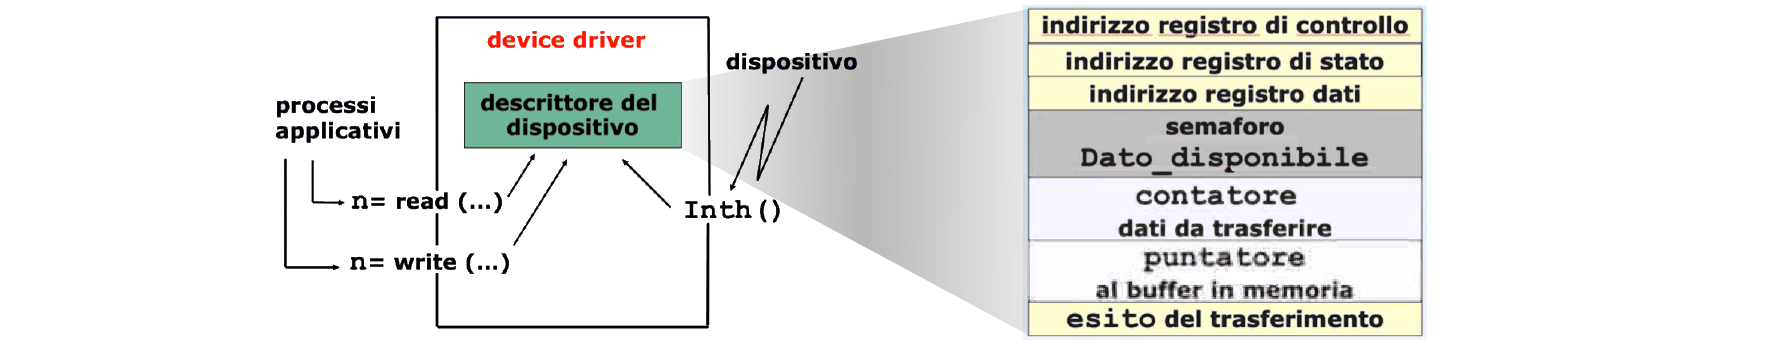 device driver
descrittore del
dispositivo
processi
applicativi
n= read (...)
n= write (...)
Inth()
dispositivo
indirizzo registro di controllo
indirizzo registro di stato
indirizzo registro dati
semaforo
Dato_disponibile
contatore
dati da trasferire
puntatore
al buffer in memoria
esito del trasferimento